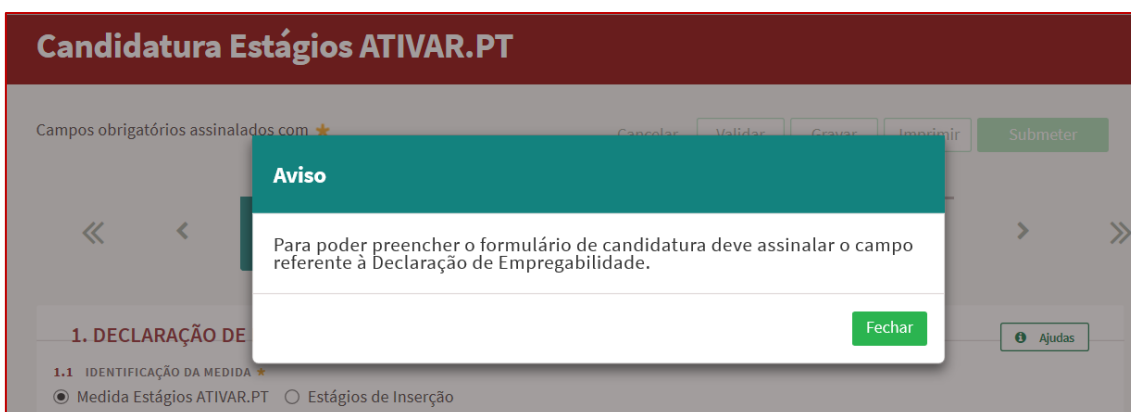 Candidatura Estágios ATIVAR.PT
Campos obrigatórios assinalados com
Cancelar Validar Gravar Imprimir Submeter
Aviso
Para poder preencher o formulário de candidatura deve assinalar o campo
referente à Declaração de Empregabilidade.
Fechar
1. DECLARAÇÃO DE
Ajudas
1.1 IDENTIFICAÇÃO DA MEDIDA
Medida Estágios ATIVAR.PT Estágios de Inserção